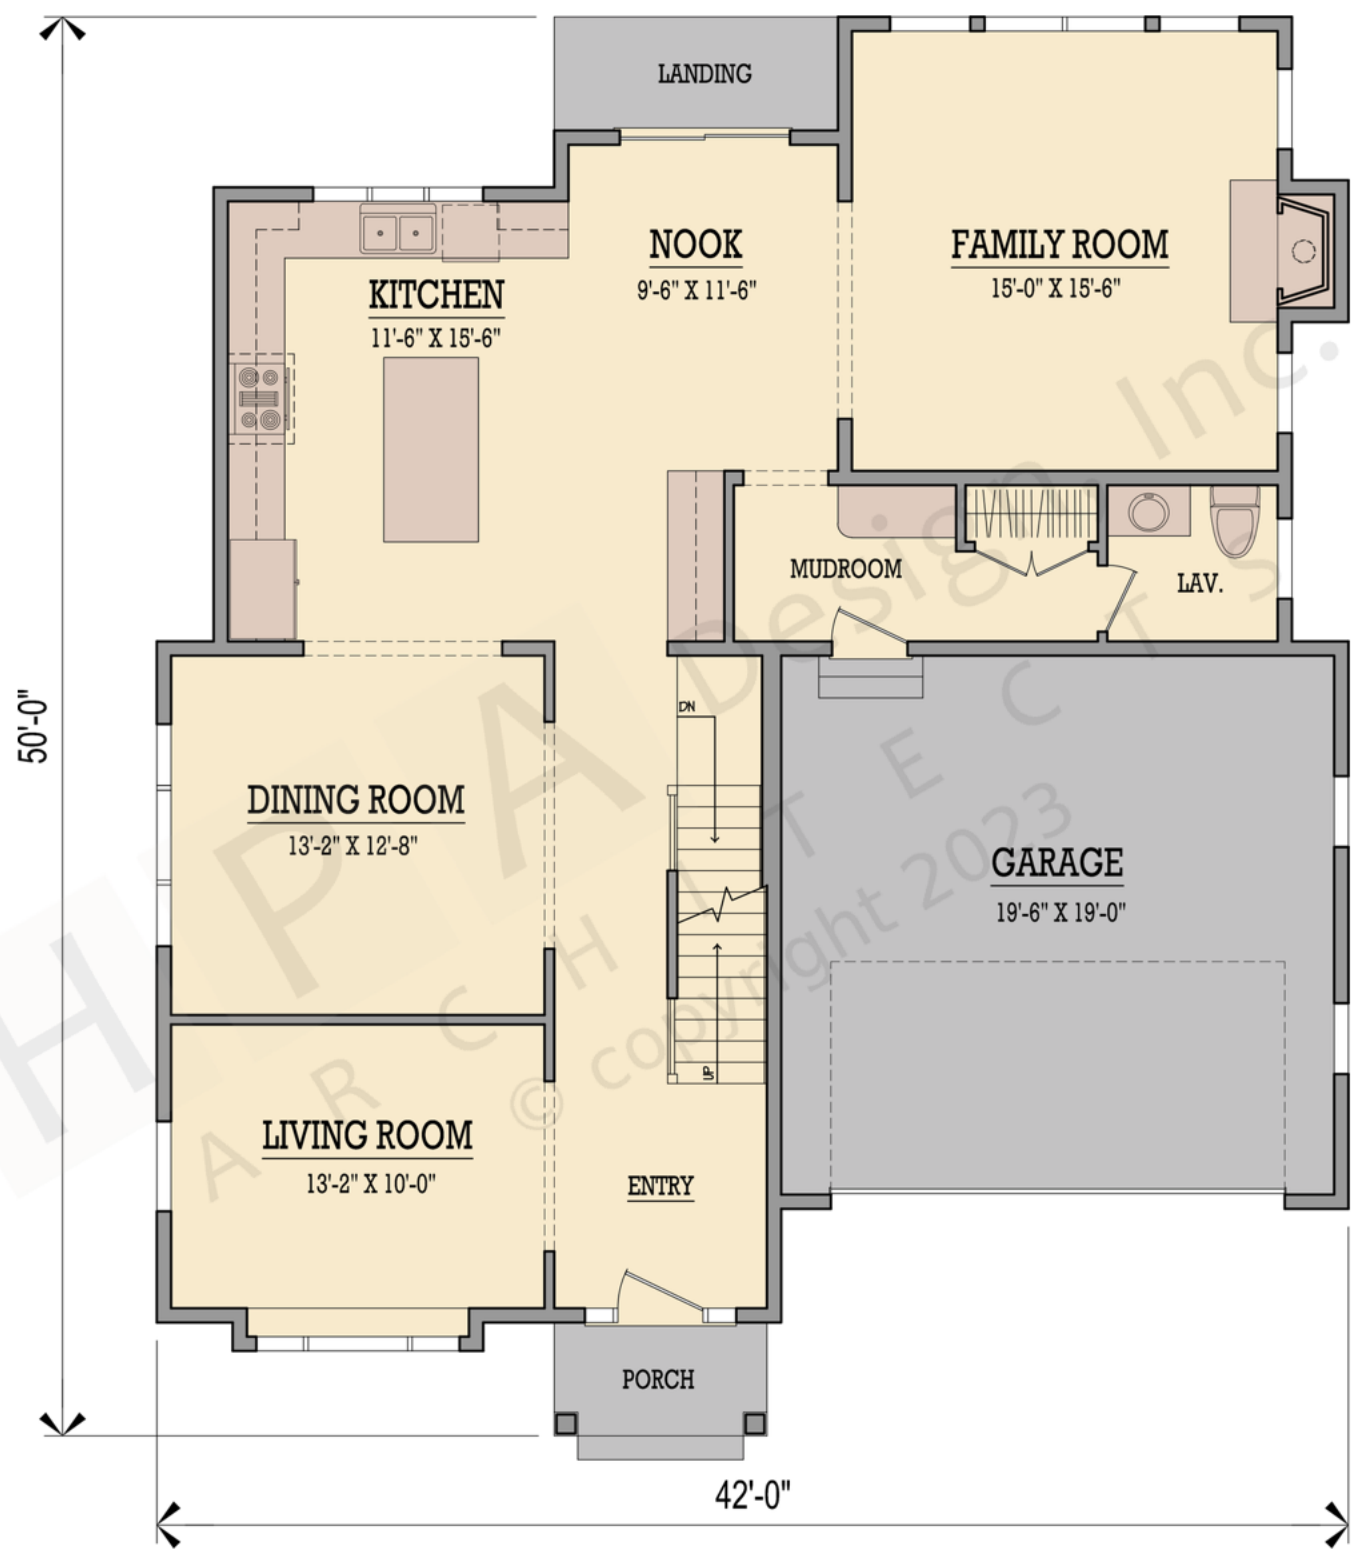 LANDING
NOOK
9'-6" X 11'-6"
FAMILY ROOM
15'-0" X 15'-6"
KITCHEN
11'-6" X 15'-6"
MUDROOM
LAV.
DN
50'-0"
DINING ROOM
13'-2" X 12'-8"
GARAGE
19'-6" X 19'-0"
UP
LIVING ROOM
13'-2" X 10'-0"
ENTRY
PORCH
42'-0"
HPA Design, Inc.
ARCHITECTS
© copyright 2023